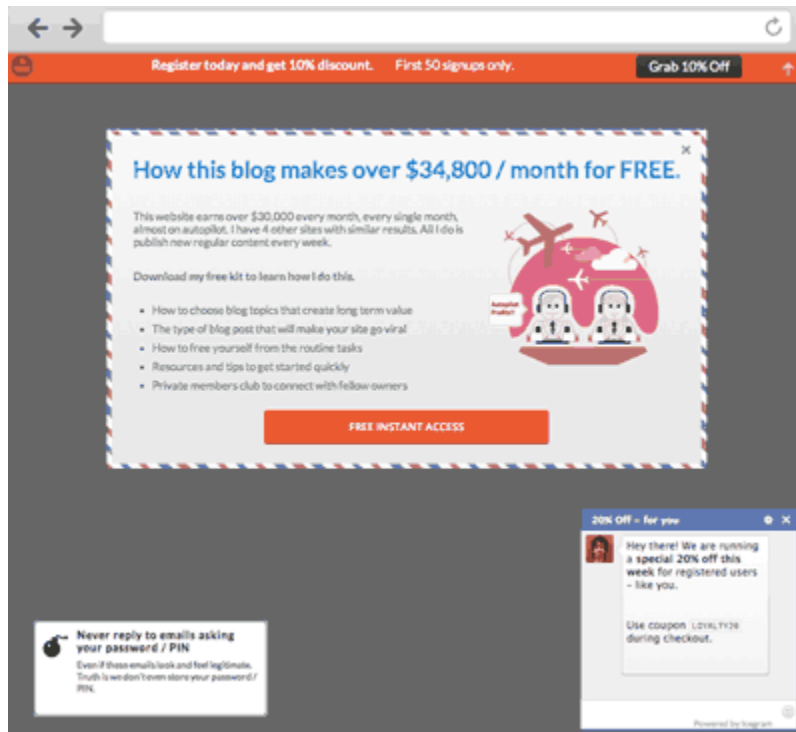 Register today and get 10% discount. First 50 signups only. Grab 10% Off
How this blog makes over $34,800 / month for FREE.
This website earns over $30,000 every month, every single month,
almost on autopilot. I have 4 other sites with similar results. All I do is
publish new regular content every week.
Download my free kit to learn how I do this.
• How to choose blog topics that create long term value
• The type of blog post that will make your site go viral
• How to free yourself from the routine tasks
• Resources and tips to get started quickly
• Private members club to connect with fellow owners
Autopilot
Profits!!
FREE INSTANT ACCESS
20% Off – for you
Hey there! We are running
a special 20% off this
week for registered users
– like you.
Use coupon LOYALTY20
during checkout.
Powered by Icegram
Never reply to emails asking
your password / PIN
Even if these emails look and feel legitimate.
Truth is we don't even store your password /
PIN.